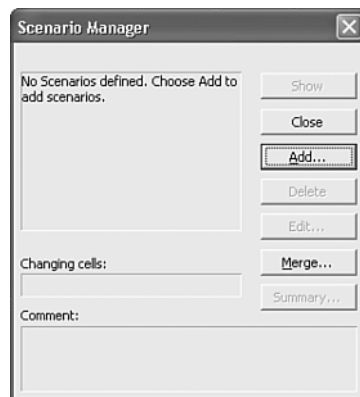 Scenario Manager
No Scenarios defined. Choose Add to
add scenarios.
Show
Close
Add...
Delete
Edit...
Changing cells:
Merge...
Summary...
Comment: